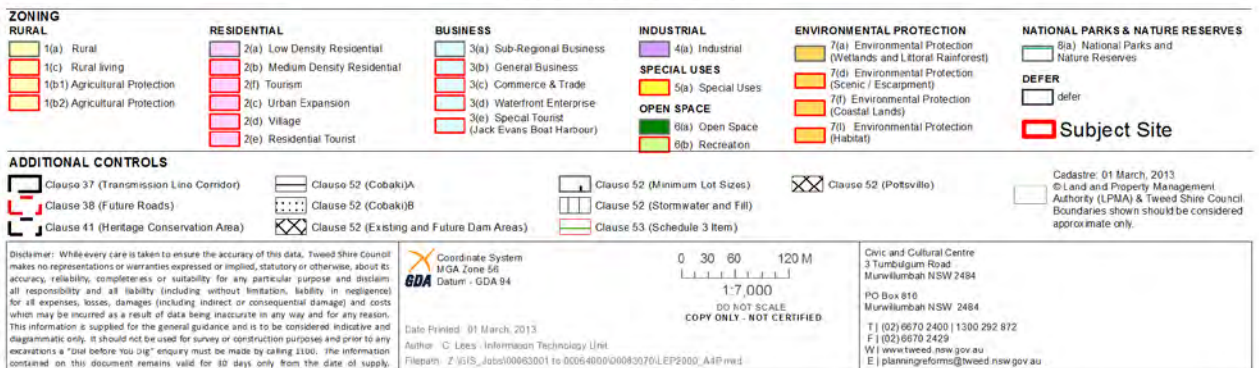 ZONING
RURAL
1(a) Rural
1(c) Rural living
1(b1) Agricultural Protection
1(b2) Agricultural Protection
RESIDENTIAL
2(a) Low Density Residential
2(b) Medium Density Residential
2(f) Tourism
2(c) Urban Expansion
2(d) Village
2(e) Residential Tourist
BUSINESS
3(a) Sub-Regional Business
3(b) General Business
3(c) Commerce & Trade
3(d) Waterfront Enterprise
3(e) Special Tourist
(Jack Evans Boat Harbour)
INDUSTRIAL
4(a) Industrial
SPECIAL USES
5(a) Special Uses
OPEN SPACE
6(a) Open Space
6(b) Recreation
ENVIRONMENTAL PROTECTION
7(a) Environmental Protection
(Wetlands and Littoral Rainforest)
7(d) Environmental Protection
(Scenic / Escarpment)
7(f) Environmental Protection
(Coastal Lands)
7(l) Environmental Protection
(Habitat)
NATIONAL PARKS & NATURE RESERVES
8(a) National Parks and
Nature Reserves
DEFER
defer
Subject Site
ADDITIONAL CONTROLS
Clause 37 (Transmission Line Corridor)
Clause 38 (Future Roads)
Clause 41 (Heritage Conservation Area)
Clause 52 (Cobaki)A
Clause 52 (Cobaki)B
Clause 52 (Existing and Future Dam Areas)
Clause 52 (Minimum Lot Sizes)
Clause 52 (Stormwater and Fill)
Clause 53 (Schedule 3 Item)
Clause 52 (Pottsville)
Cadastre: 01 March, 2013
© Land and Property Management
Authority (LPMA) & Tweed Shire Council.
Boundaries shown should be considered
approximate only.
Disclaimer: While every care is taken to ensure the accuracy of this data, Tweed Shire Council
makes no representations or warranties expressed or implied, statutory or otherwise, about its
accuracy, reliability, completeness or suitability for any particular purpose and disclaims
all responsibility and all liability (including without limitation, liability in negligence)
for all expenses, losses, damages (including indirect or consequential damage) and costs
which may be incurred as a result of data being inaccurate in any way and for any reason.
This information is supplied for the general guidance and is to be considered indicative and
diagrammatic only. It should not be used for survey or construction purposes and prior to any
excavations a "Dial before You Dig" enquiry must be made by calling 1100. The information
contained on this document remains valid for 30 days only from the date of supply.
GDA
Coordinate System
MGA Zone 56
Datum - GDA 94
Date Printed: 01 March, 2013
Author: C. Lees - Information Technology Unit
Filepath: Z:\GIS_Jobs\00063001 to 00064000\00063070\LEP2000_A4P.mxd
0 30 60 120 M
1:7,000
DO NOT SCALE
COPY ONLY - NOT CERTIFIED
Civic and Cultural Centre
3 Tumbulgum Road
Murwillumbah NSW 2484
PO Box 816
Murwillumbah NSW 2484
T | (02) 6670 2400 | 1300 292 872
F | (02) 6670 2429
W | www.tweed.nsw.gov.au
E | planningreforms@tweed.nsw.gov.au